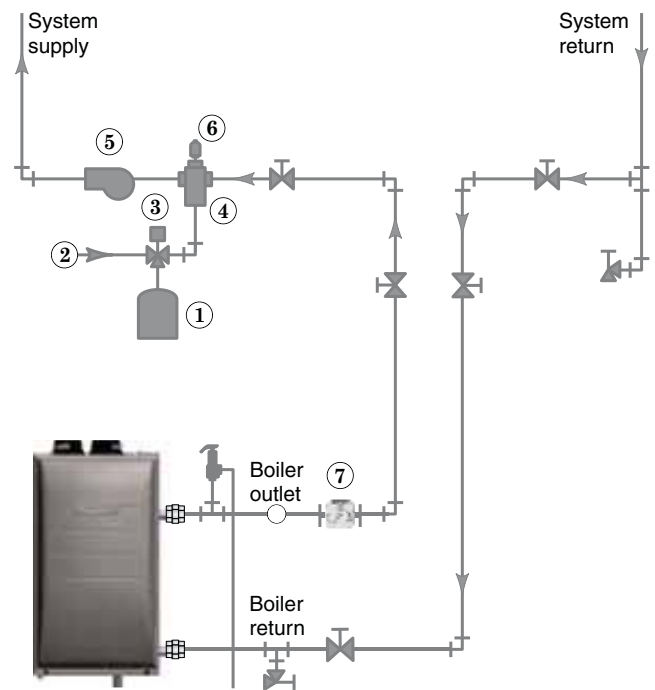 System
supply
System
return
6
5
3
4
2
1
Boiler
outlet
7
Boiler
return